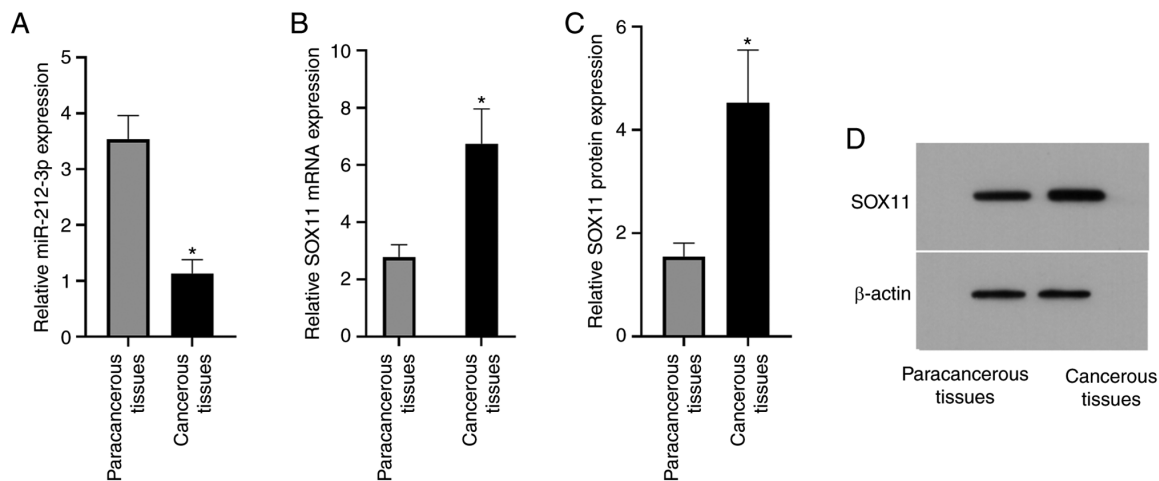 A
Relative miR-212-3p expression
5
4
3
2
1
0
*
Paracancerous
tissues
Cancerous
tissues
B
Relative SOX11 mRNA expression
10
8
6
4
2
0
*
Paracancerous
tissues
Cancerous
tissues
C
Relative SOX11 protein expression
6
4
2
0
*
Paracancerous
tissues
Cancerous
tissues
D
SOX11
β-actin
Paracancerous
tissues
Cancerous
tissues